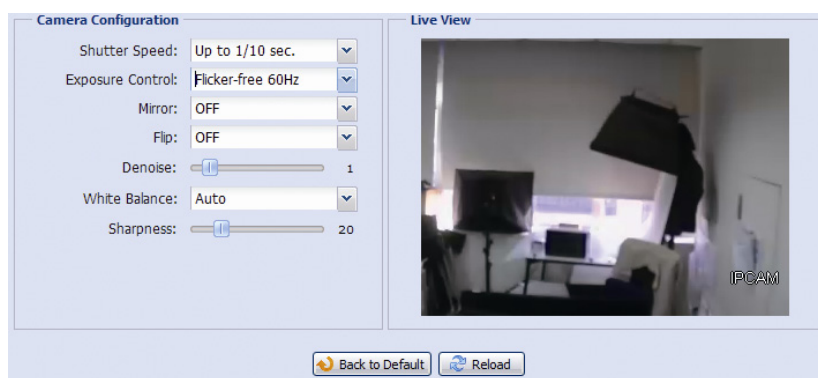 Camera Configuration
Shutter Speed: Up to 1/10 sec.
Exposure Control: Flicker-free 60Hz
Mirror: OFF
Flip: OFF
Denoise: 1
White Balance: Auto
Sharpness: 20
Live View
IPCAM
Back to Default Reload